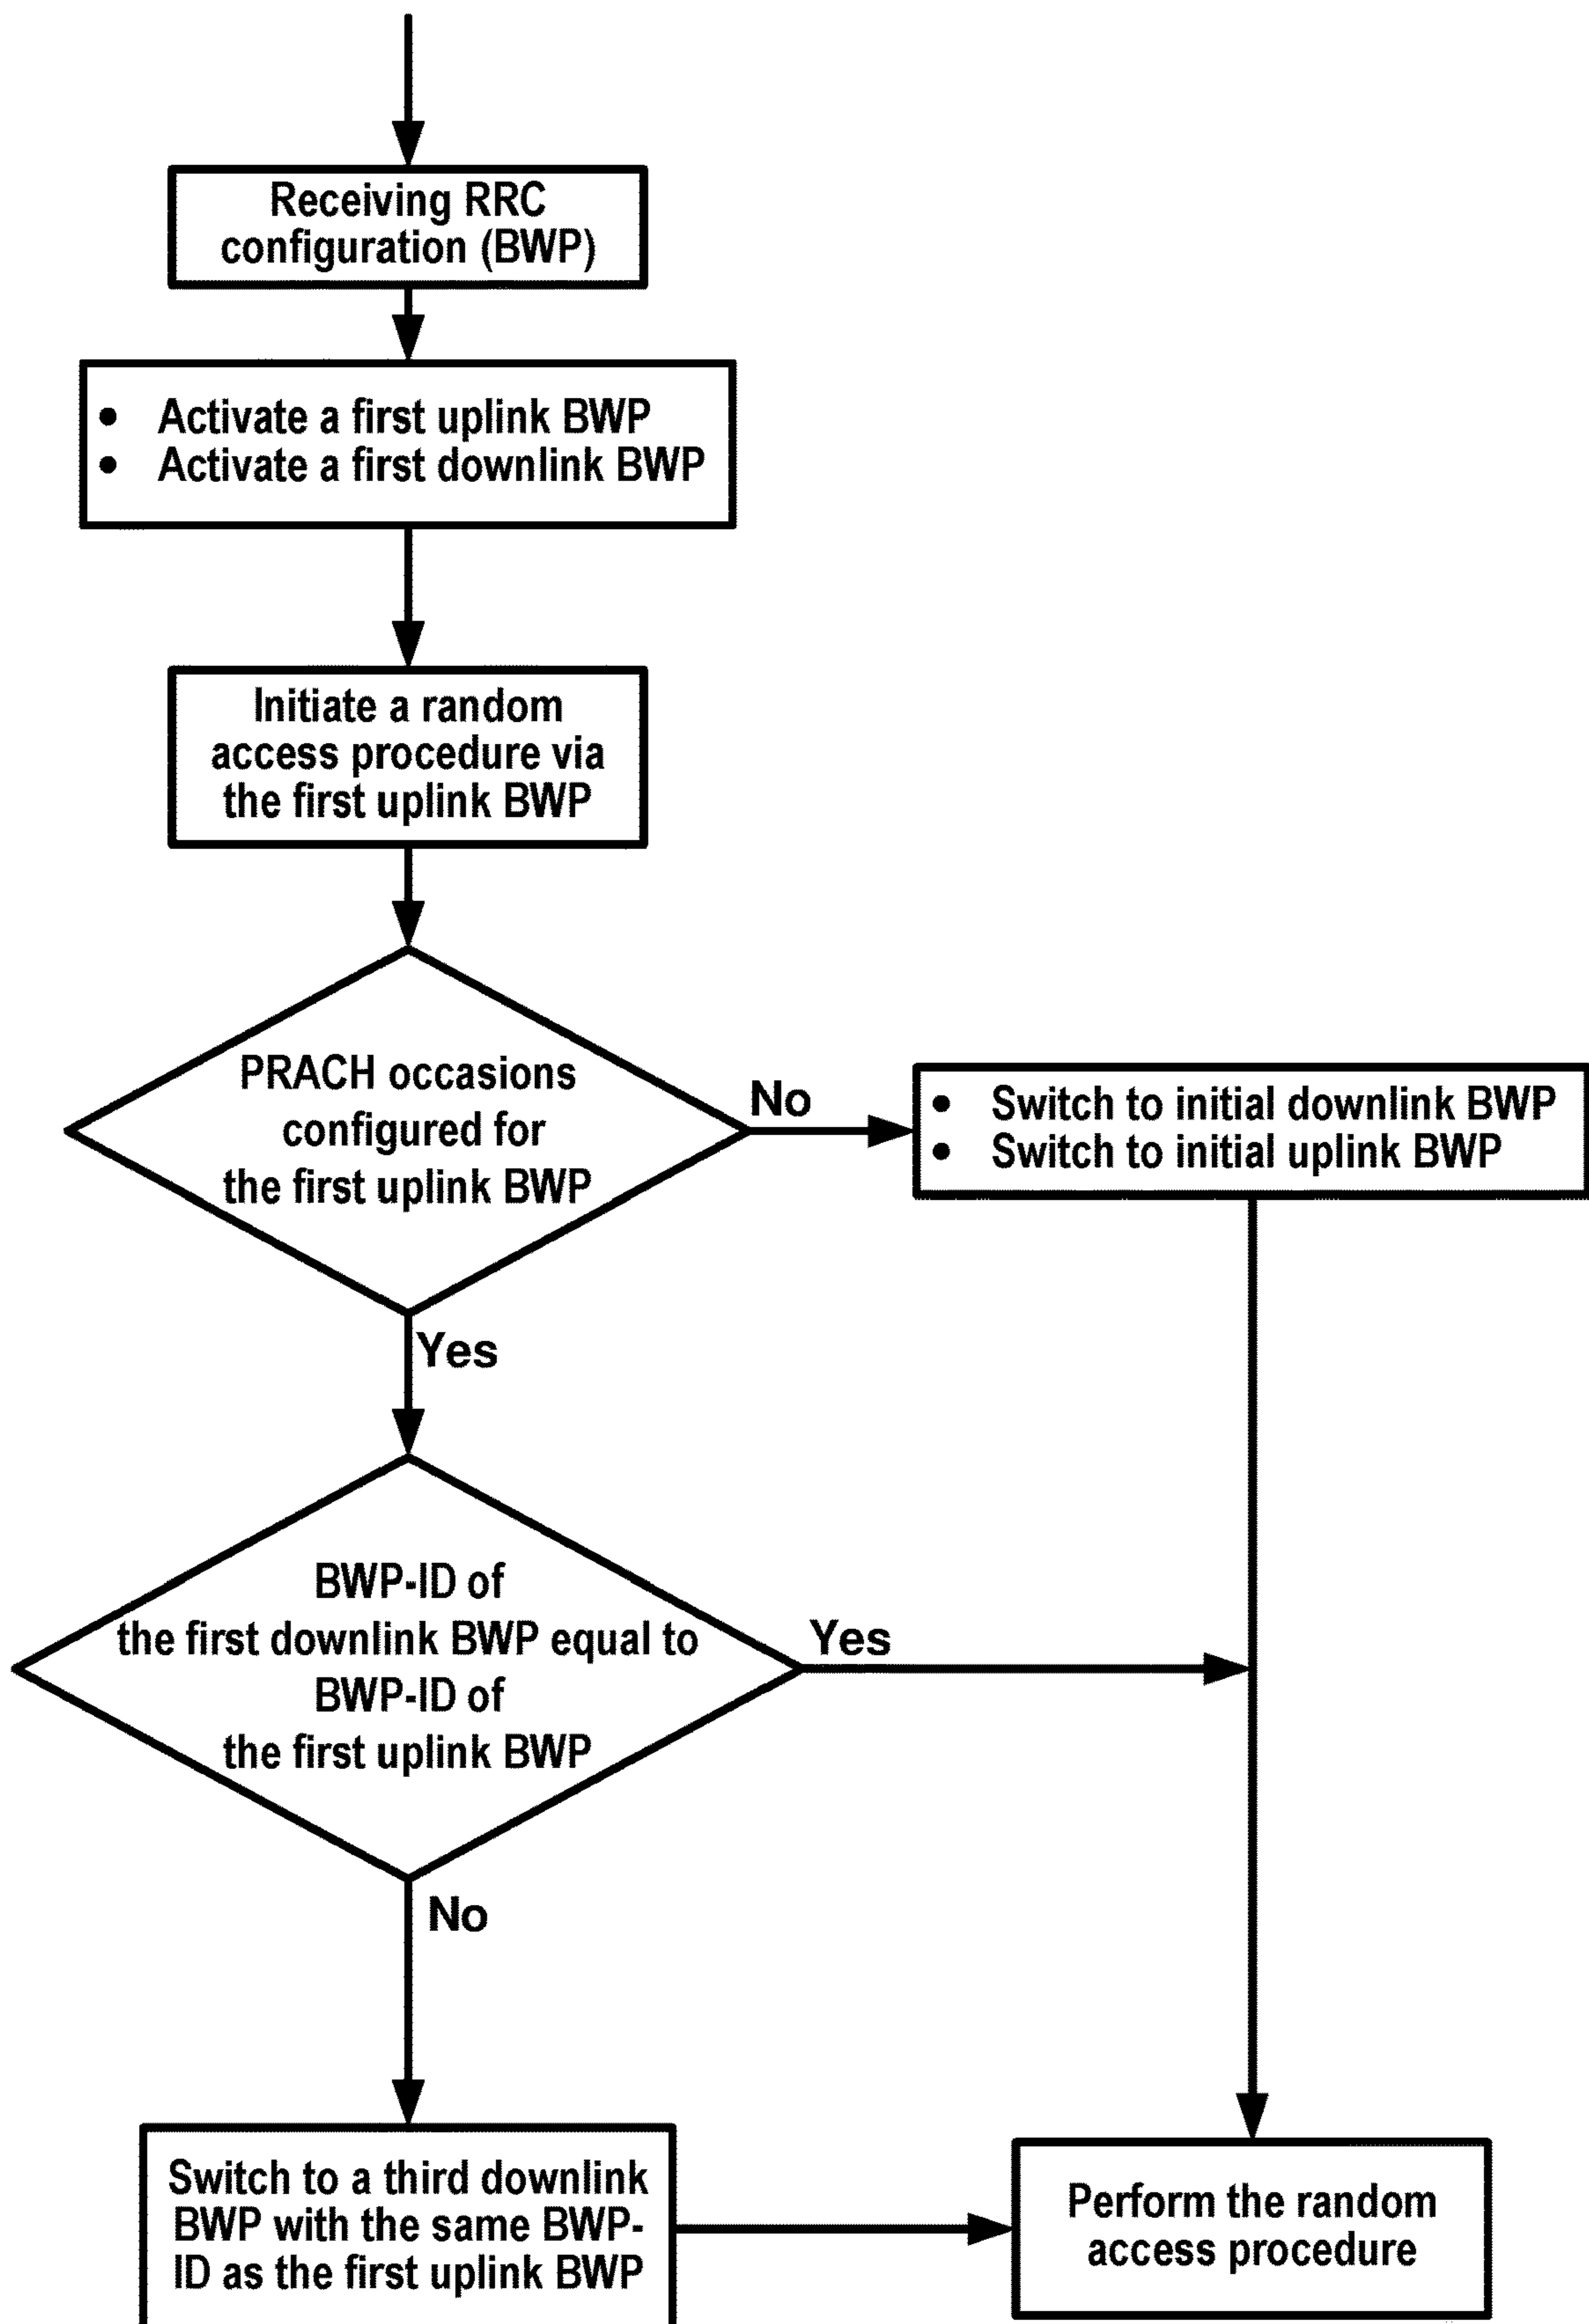 Receiving RRC
configuration (BWP)
• Activate a first uplink BWP
• Activate a first downlink BWP
Initiate a random
access procedure via
the first uplink BWP
PRACH occasions
configured for
the first uplink BWP
No
• Switch to initial downlink BWP
• Switch to initial uplink BWP
Yes
BWP-ID of
the first downlink BWP equal to
BWP-ID of
the first uplink BWP
Yes
No
Switch to a third downlink
BWP with the same BWP-
ID as the first uplink BWP
Perform the random
access procedure